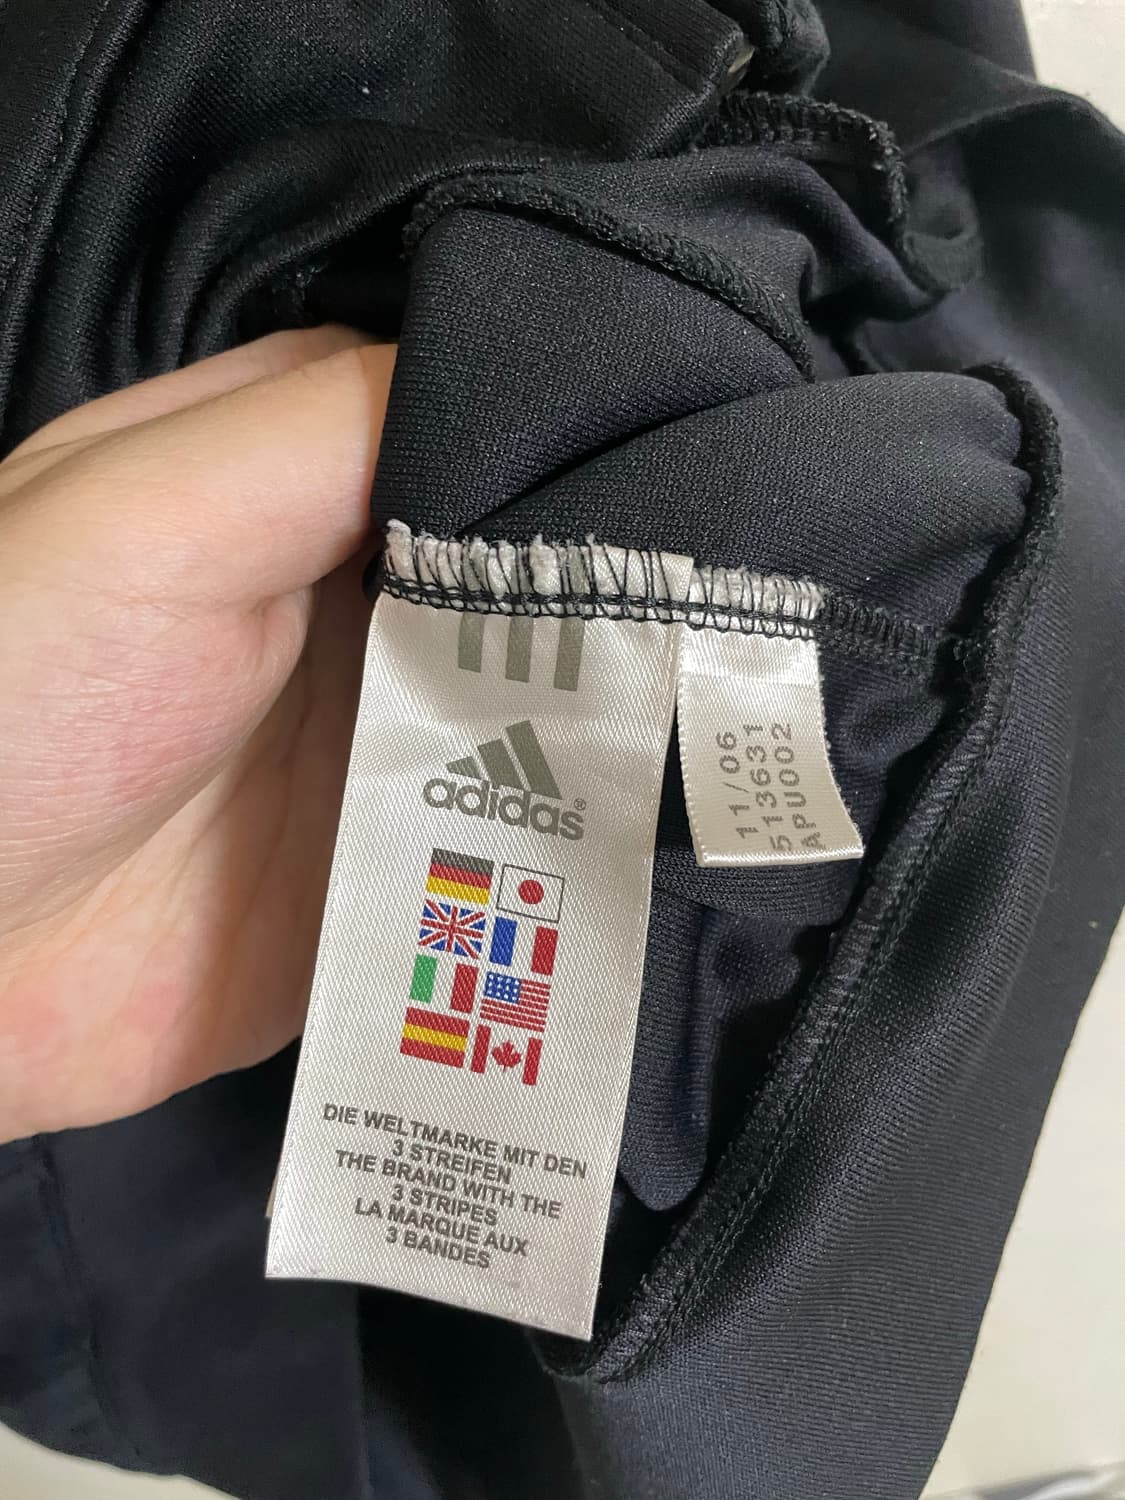 adidas®
DIE WELTMARKE MIT DEN
3 STREIFEN
THE BRAND WITH THE
3 STRIPES
LA MARQUE AUX
3 BANDES
11/06
513631
APU002